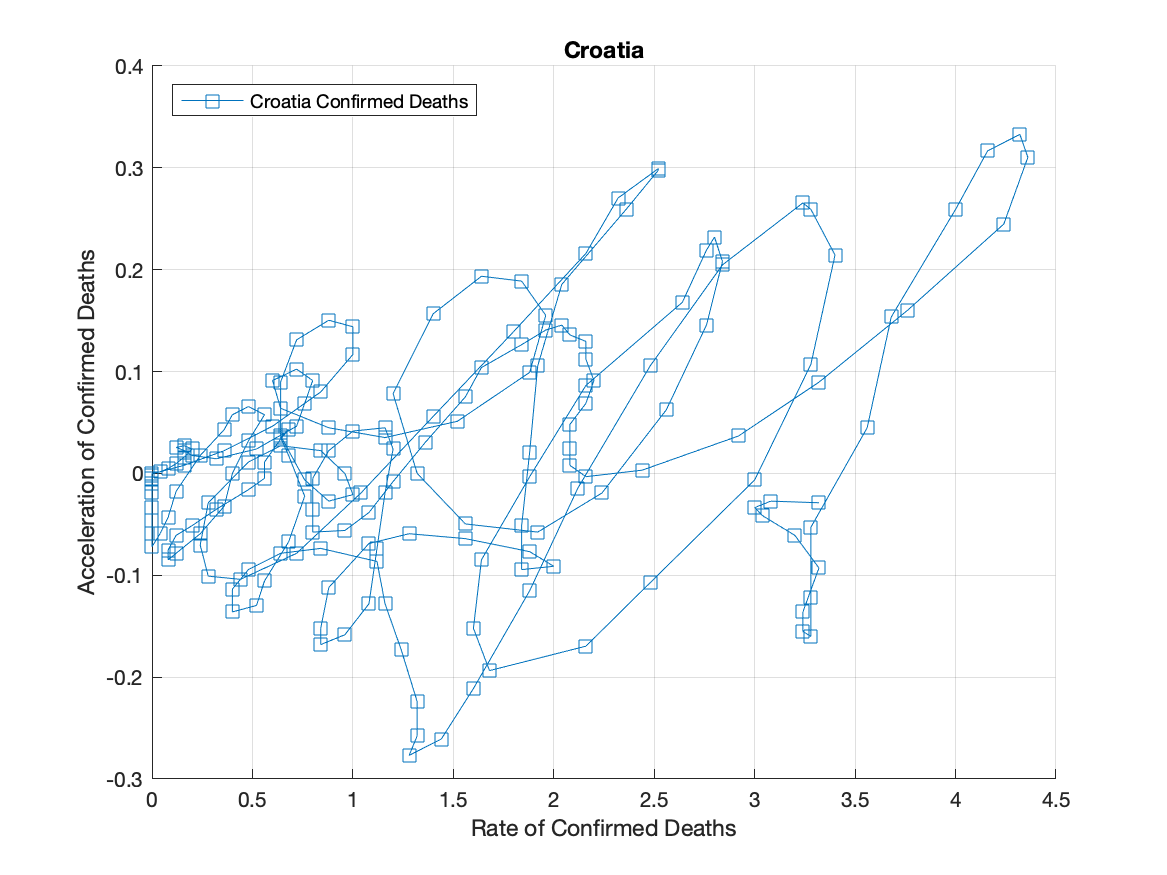 Croatia
Croatia Confirmed Deaths
Acceleration of Confirmed Deaths
0.4
0.3
0.2
0.1
0
-0.1
-0.2
-0.3
0 0.5 1 1.5 2 2.5 3 3.5 4 4.5
Rate of Confirmed Deaths